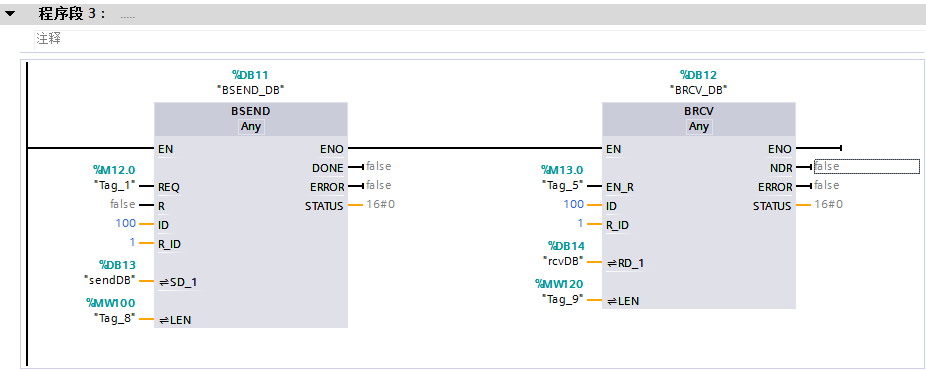 程序段 3： .....
注释
%DB11
"BSEND_DB"
BSEND
Any
EN
ENO
DONE
false
%M12.0
"Tag_1"
REQ
ERROR
false
false
R
STATUS
16#0
100
ID
1
R_ID
%DB13
"sendDB"
⇌SD_1
%MW100
"Tag_8"
⇌LEN
%DB12
"BRCV_DB"
BRCV
Any
EN
ENO
NDR
false
%M13.0
"Tag_5"
EN_R
ERROR
false
100
ID
STATUS
16#0
1
R_ID
%DB14
"rcvDB"
⇌RD_1
%MW120
"Tag_9"
⇌LEN